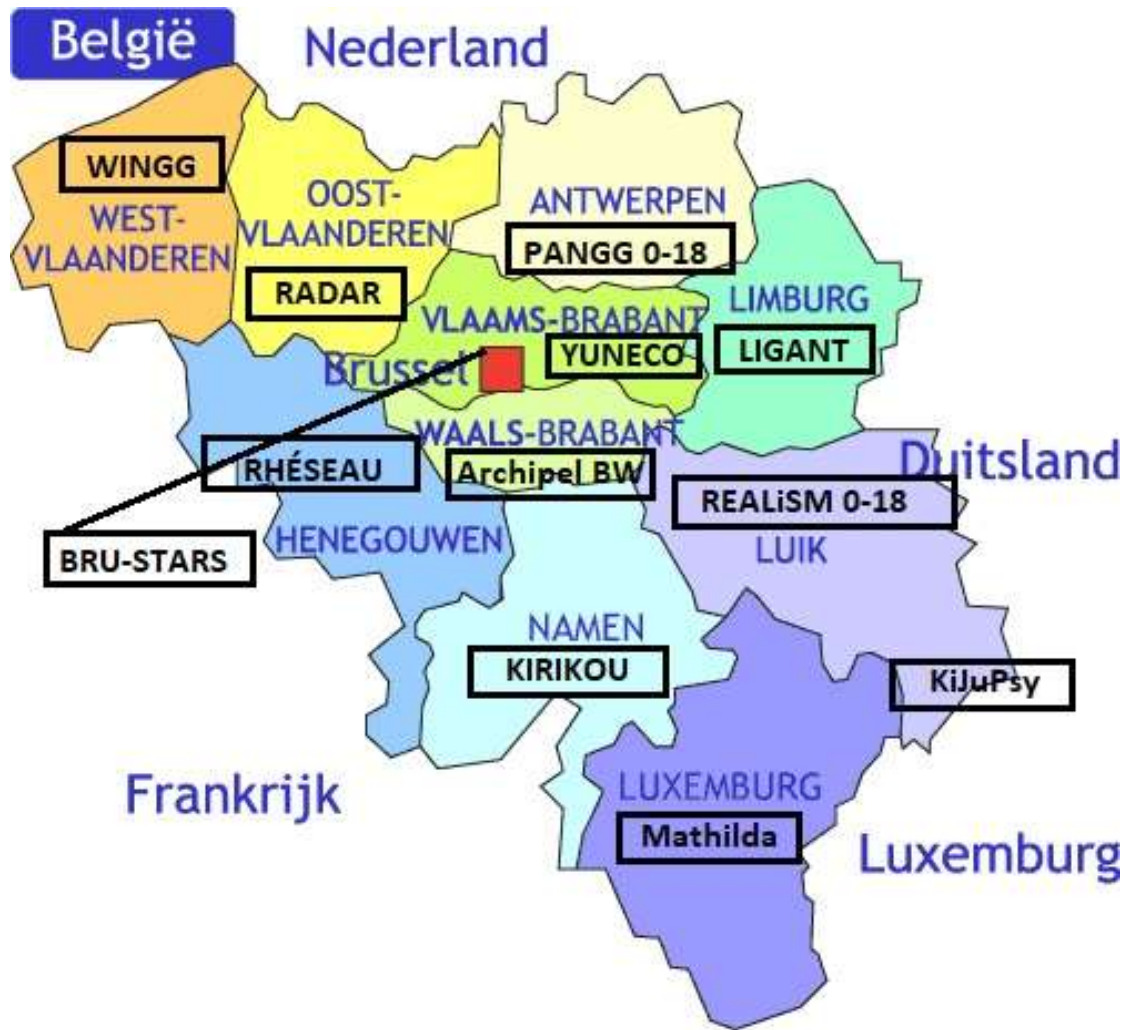 België
Nederland
WINGG
WEST-
VLAANDEREN
OOST-
VLAANDEREN
RADAR
ANTWERPEN
PANGG 0-18
VLAAMS-BRABANT
YUNECO
LIMBURG
LIGANT
Brussel
WAALS-BRABANT
Archipel BW
RHÉSEAU
HENEGOUWEN
BRU-STARS
Duitsland
REALiSM 0-18
LUIK
NAMEN
KIRIKOU
KiJuPsy
Frankrijk
LUXEMBURG
Mathilda
Luxemburg